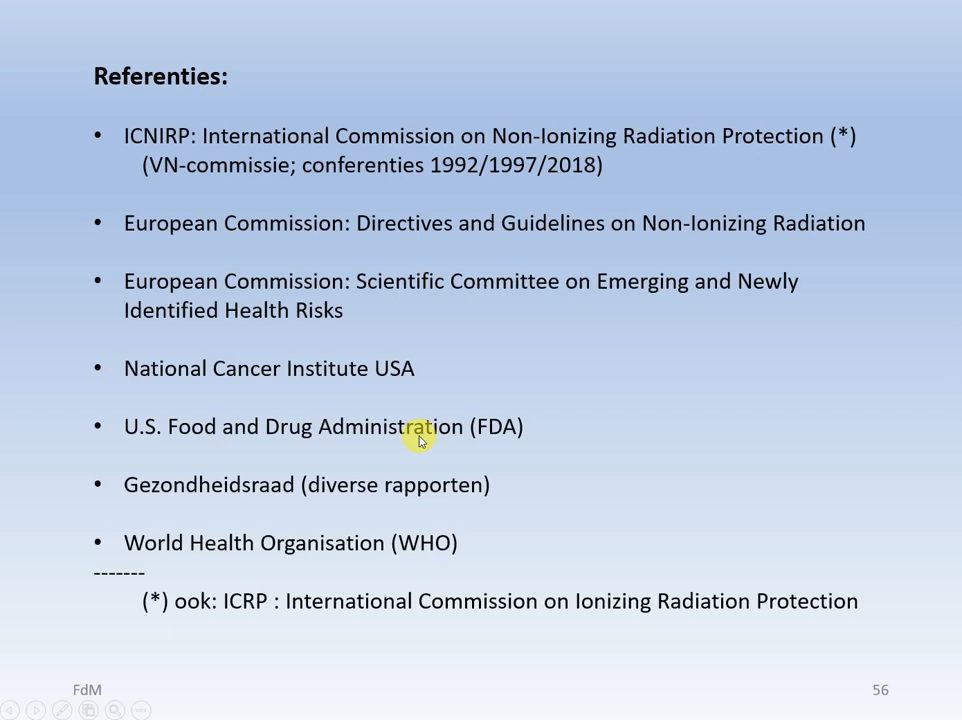 Referenties:
• ICNIRP: International Commission on Non-Ionizing Radiation Protection (*)
(VN-commissie; conferenties 1992/1997/2018)
• European Commission: Directives and Guidelines on Non-Ionizing Radiation
• European Commission: Scientific Committee on Emerging and Newly
Identified Health Risks
• National Cancer Institute USA
• U.S. Food and Drug Administration (FDA)
• Gezondheidsraad (diverse rapporten)
• World Health Organisation (WHO)
-------
(*) ook: ICRP : International Commission on Ionizing Radiation Protection
FdM
56